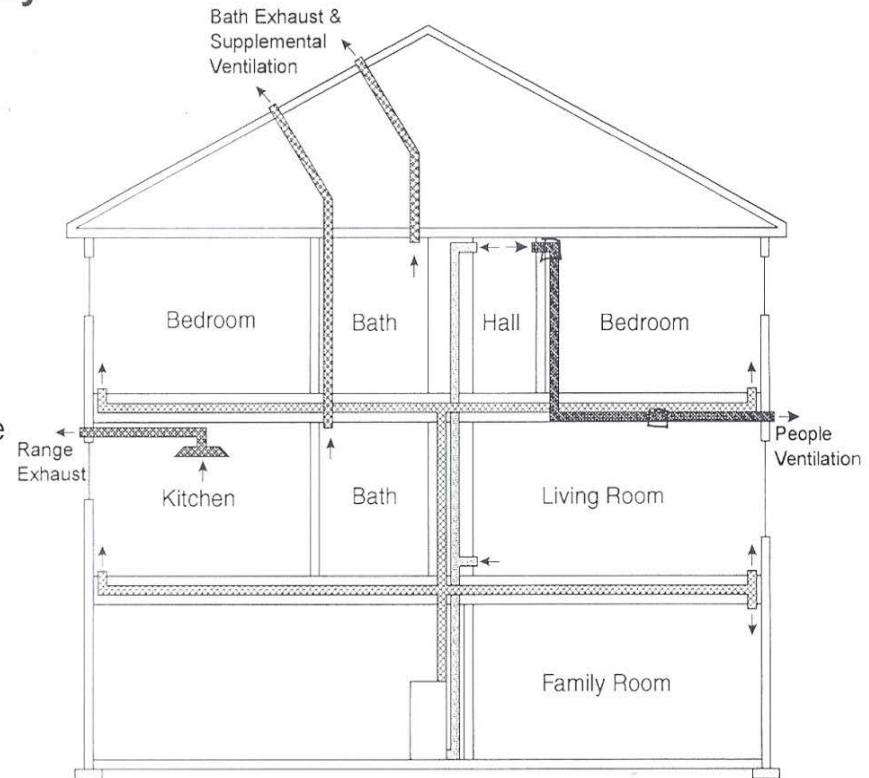 y
Bath Exhaust &
Supplemental
Ventilation
Bedroom
Bath
Hall
Bedroom
e
Range
Exhaust
People
Ventilation
Kitchen
Bath
Living Room
Family Room